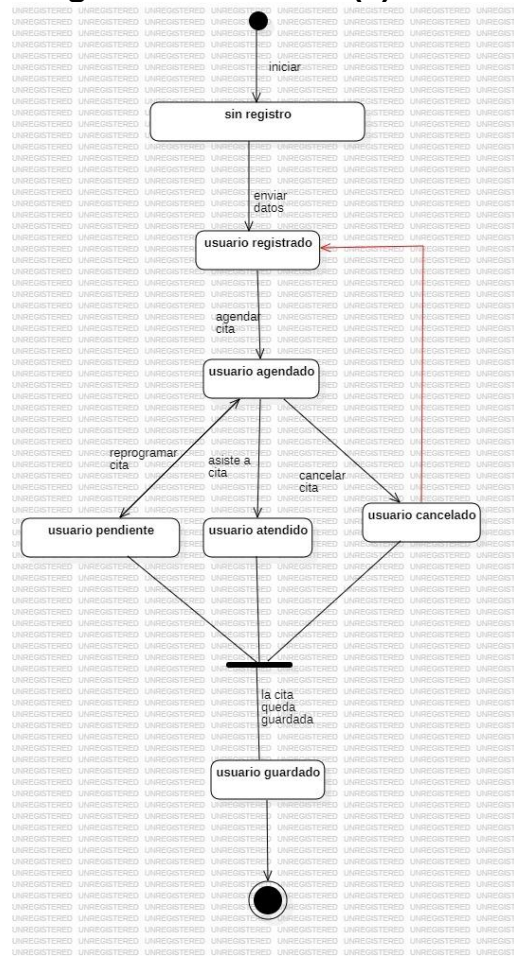 iniciar
sin registro
enviar
datos
usuario registrado
agendar
cita
usuario agendado
reprogramar
cita
asiste a
cita
cancelar
cita
usuario cancelado
usuario pendiente
usuario atendido
la cita
queda
guardada
usuario guardado
UNREGISTERED